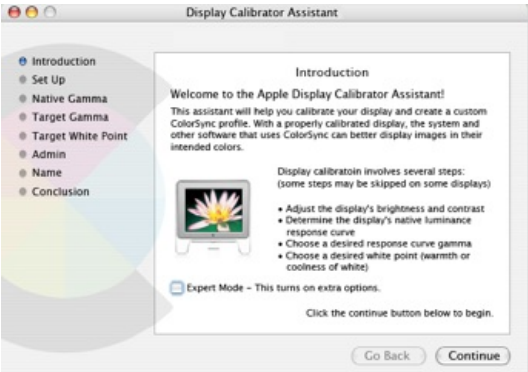 Display Calibrator Assistant
Introduction
Set Up
Native Gamma
Target Gamma
Target White Point
Admin
Name
Conclusion
Introduction
Welcome to the Apple Display Calibrator Assistant!
This assistant will help you calibrate your display and create a custom
ColorSync profile. With a properly calibrated display, the system and
other software that uses ColorSync can better display images in their
intended colors.
Display calibratoin involves several steps:
(some steps may be skipped on some displays)
• Adjust the display's brightness and contrast
• Determine the display's native luminance
response curve
• Choose a desired response curve gamma
• Choose a desired white point (warmth or
coolness of white)
Expert Mode – This turns on extra options.
Click the continue button below to begin.
Go Back
Continue